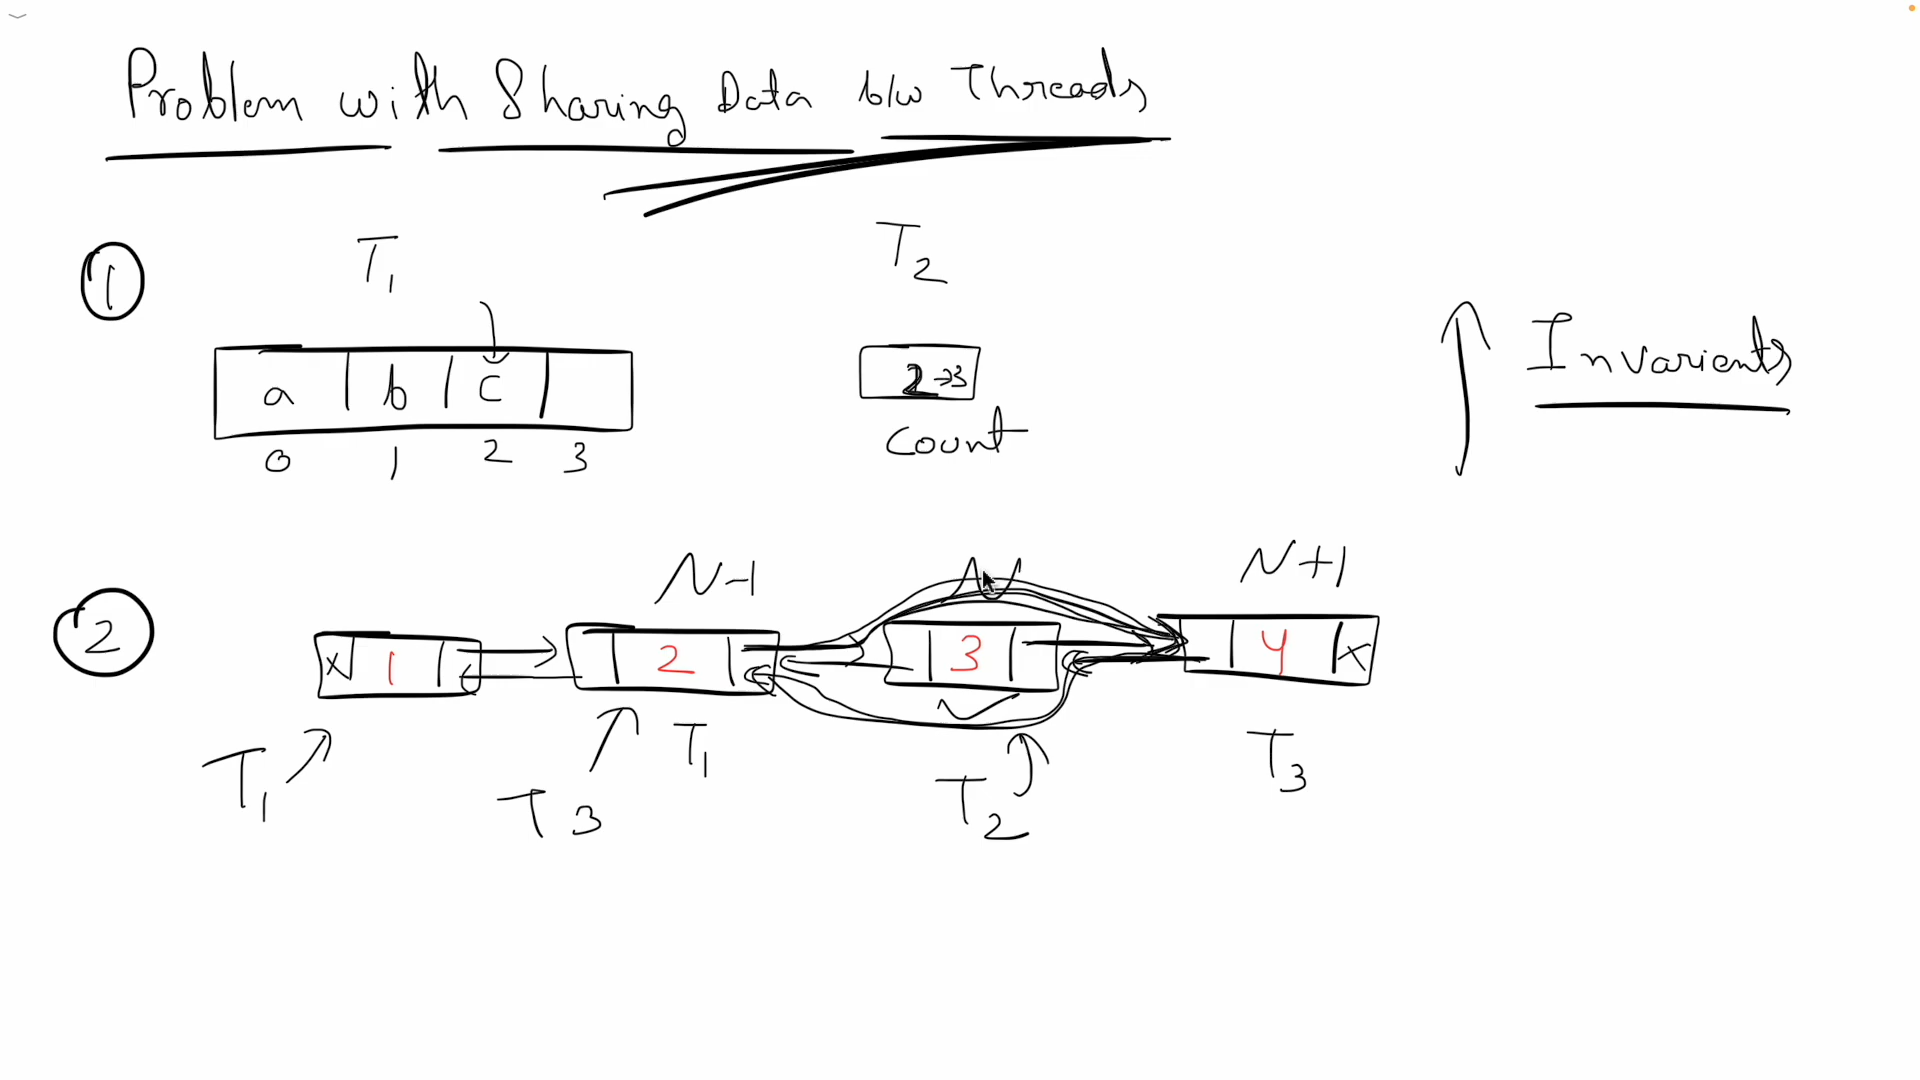 Problem with Sharing Data b/w Threads
1 T1 T2
a b c 2→3
0 1 2 3 Count
Invarients
2 N-1 N N+1
x 1 2 3 4 x
T1 T3 T1 T2 T3